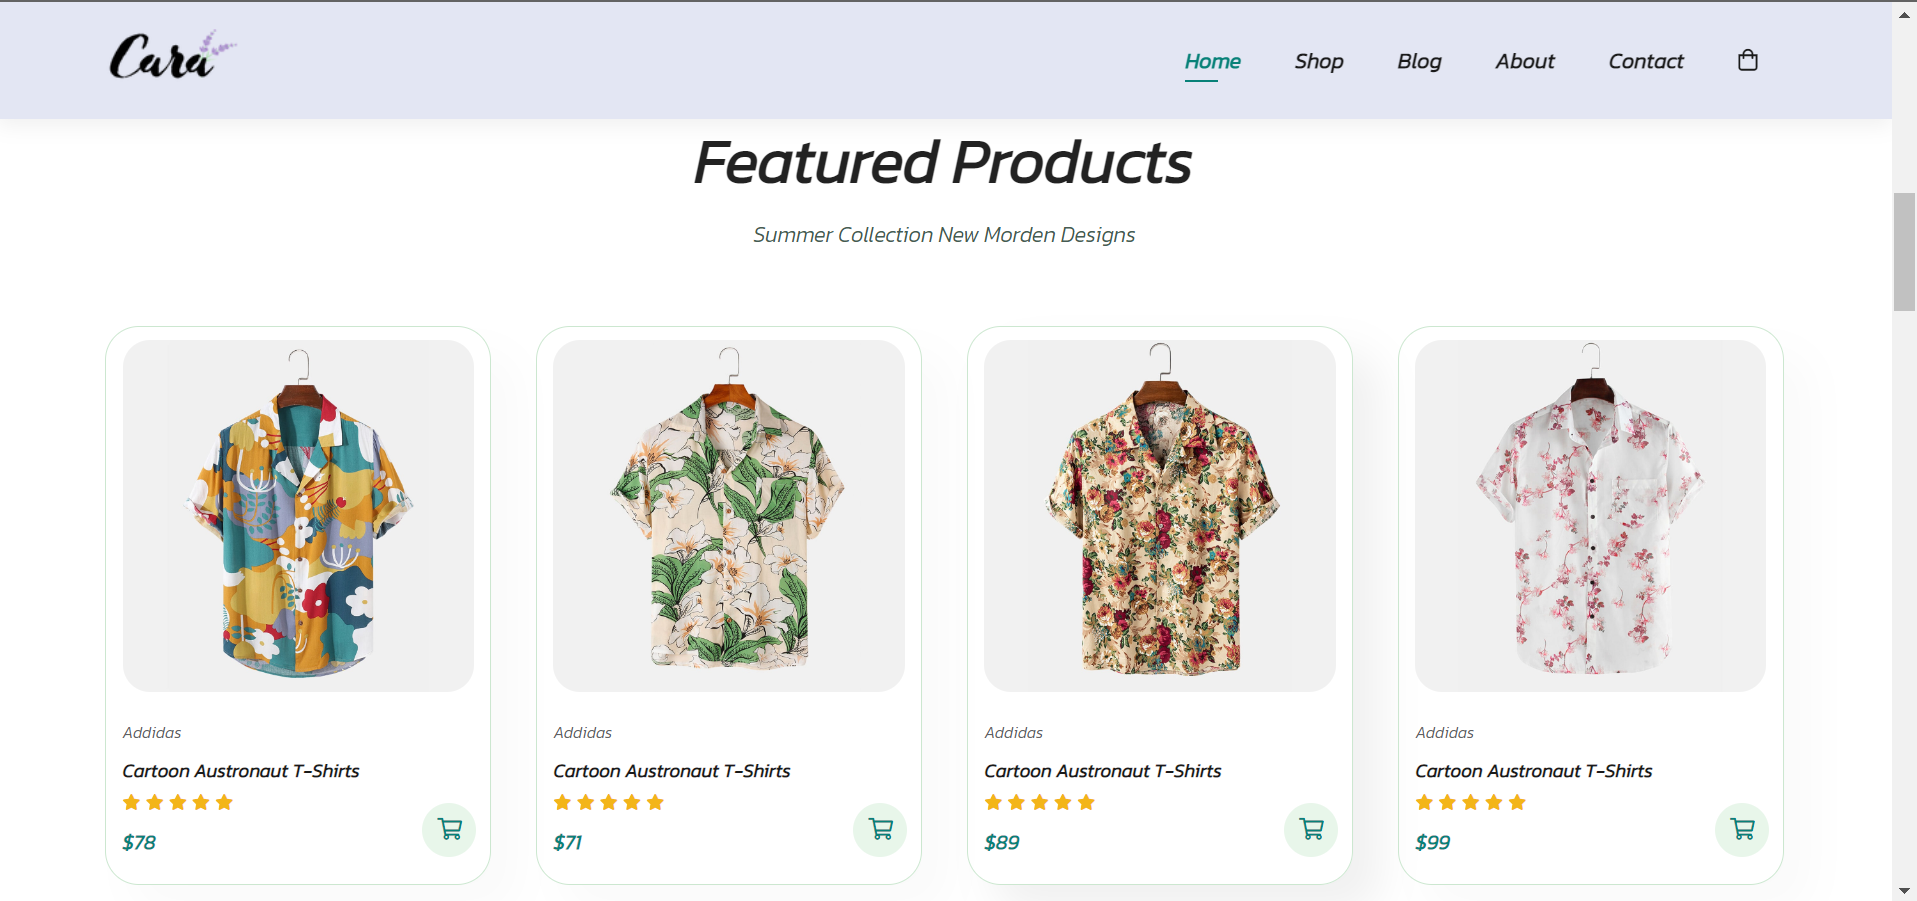 Cara
Home Shop Blog About Contact
Featured Products
Summer Collection New Morden Designs
Addidas
Cartoon Austronaut T-Shirts
$78
Addidas
Cartoon Austronaut T-Shirts
$71
Addidas
Cartoon Austronaut T-Shirts
$89
Addidas
Cartoon Austronaut T-Shirts
$99